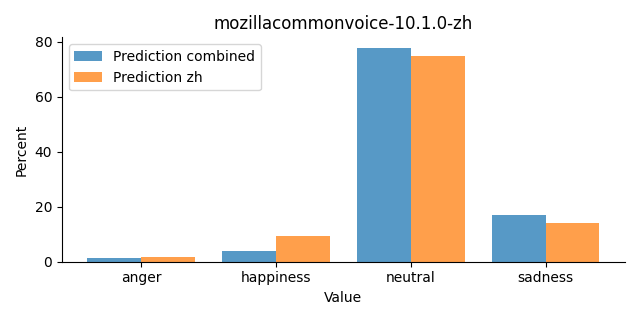 mozillacommonvoice-10.1.0-zh
Prediction combined
Prediction zh
Percent
80
60
40
20
0
anger happiness neutral sadness
Value